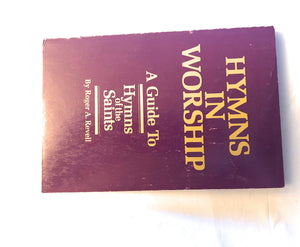 HYMNS
IN
WORSHIP
A Guide To
Hymns
of the
Saints
By Roger A. Revell